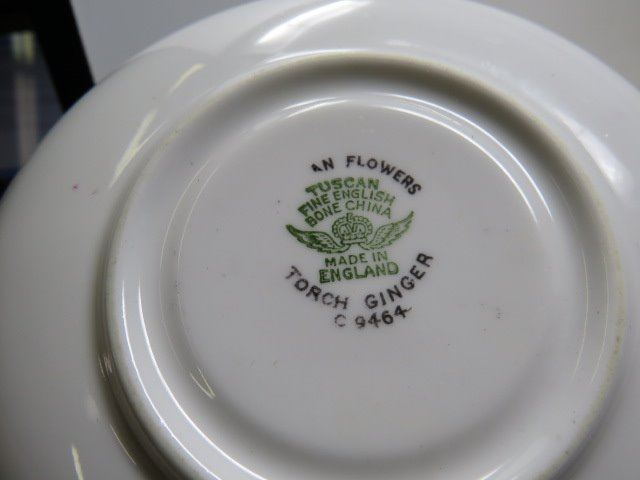 AN FLOWERS
TUSCAN
FINE ENGLISH
BONE CHINA
MADE IN
ENGLAND
TORCH GINGER
C 9464